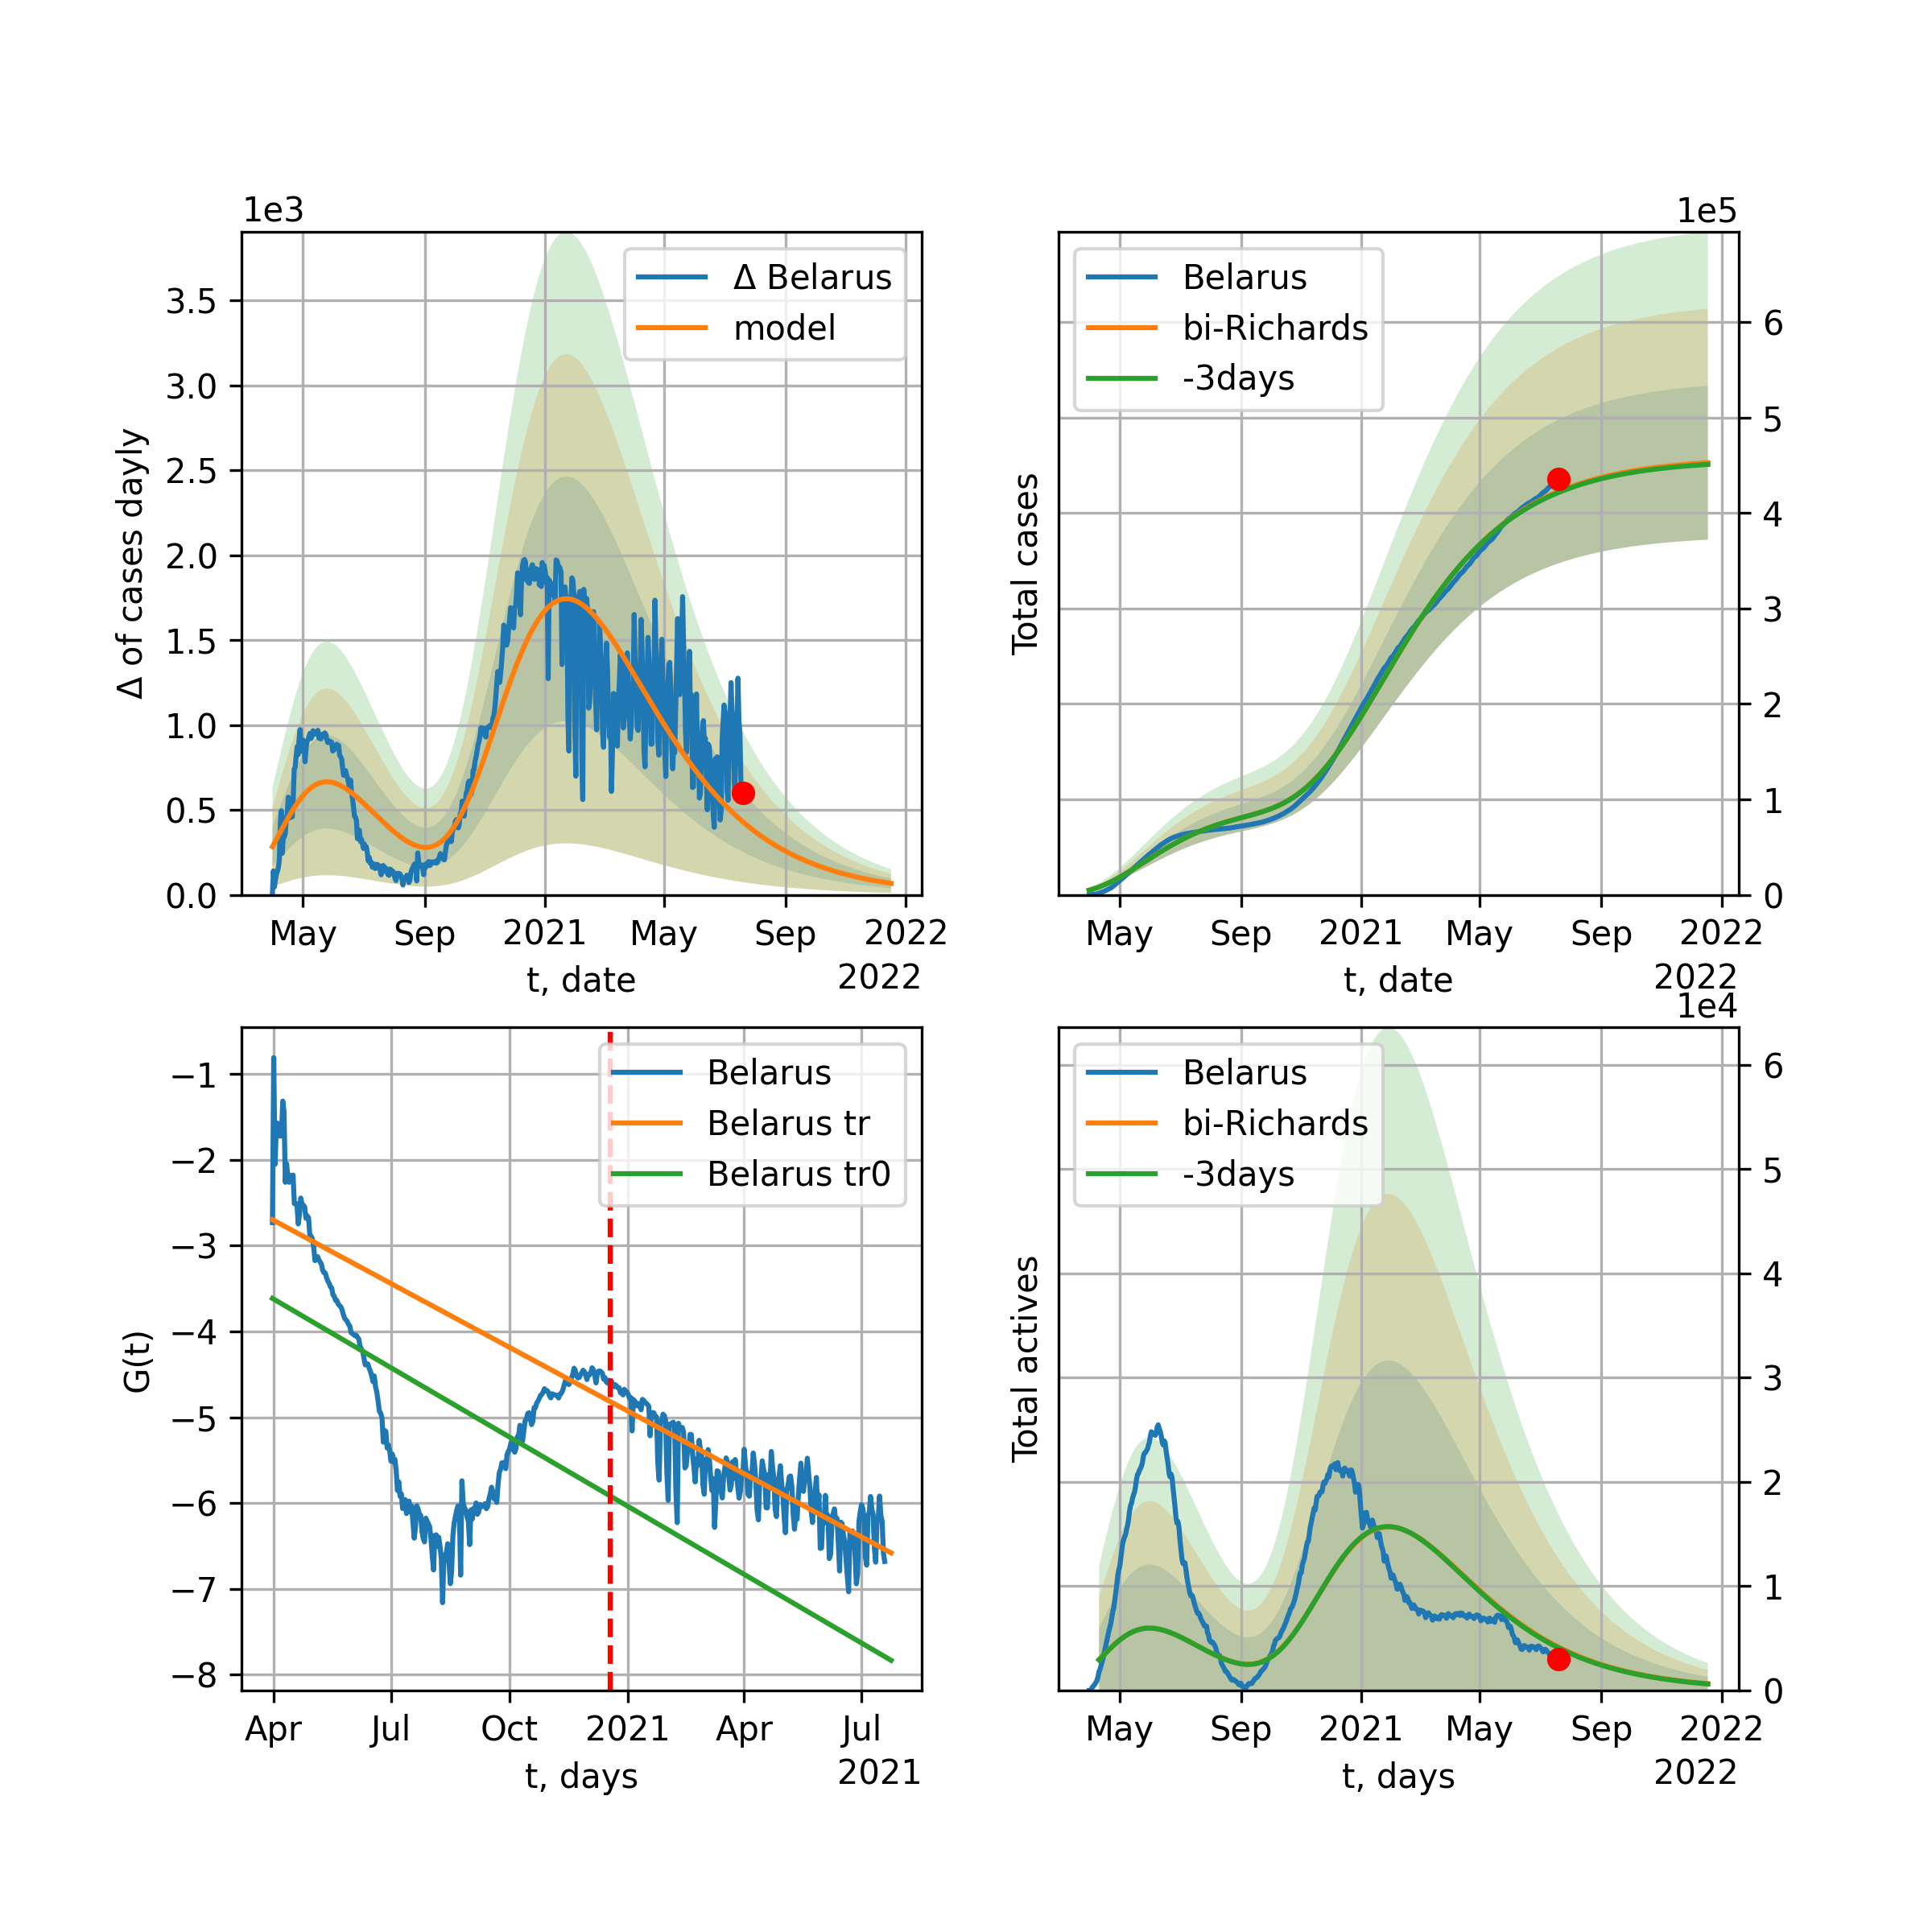 1e3
3.5
3.0
2.5
2.0
1.5
1.0
0.5
0.0
Δ of cases dayly
Δ Belarus
model
May Sep 2021 May Sep 2022
t, date
2022
1e5
Belarus
bi-Richards
-3days
Total cases
6
5
4
3
2
1
0
May Sep 2021 May Sep 2022
t, date
2022
−1
−2
−3
−4
−5
−6
−7
−8
G(t)
Belarus
Belarus tr
Belarus tr0
Apr Jul Oct 2021 Apr Jul
t, days
2021
1e4
Belarus
bi-Richards
-3days
Total actives
6
5
4
3
2
1
0
May Sep 2021 May Sep 2022
t, days
2022